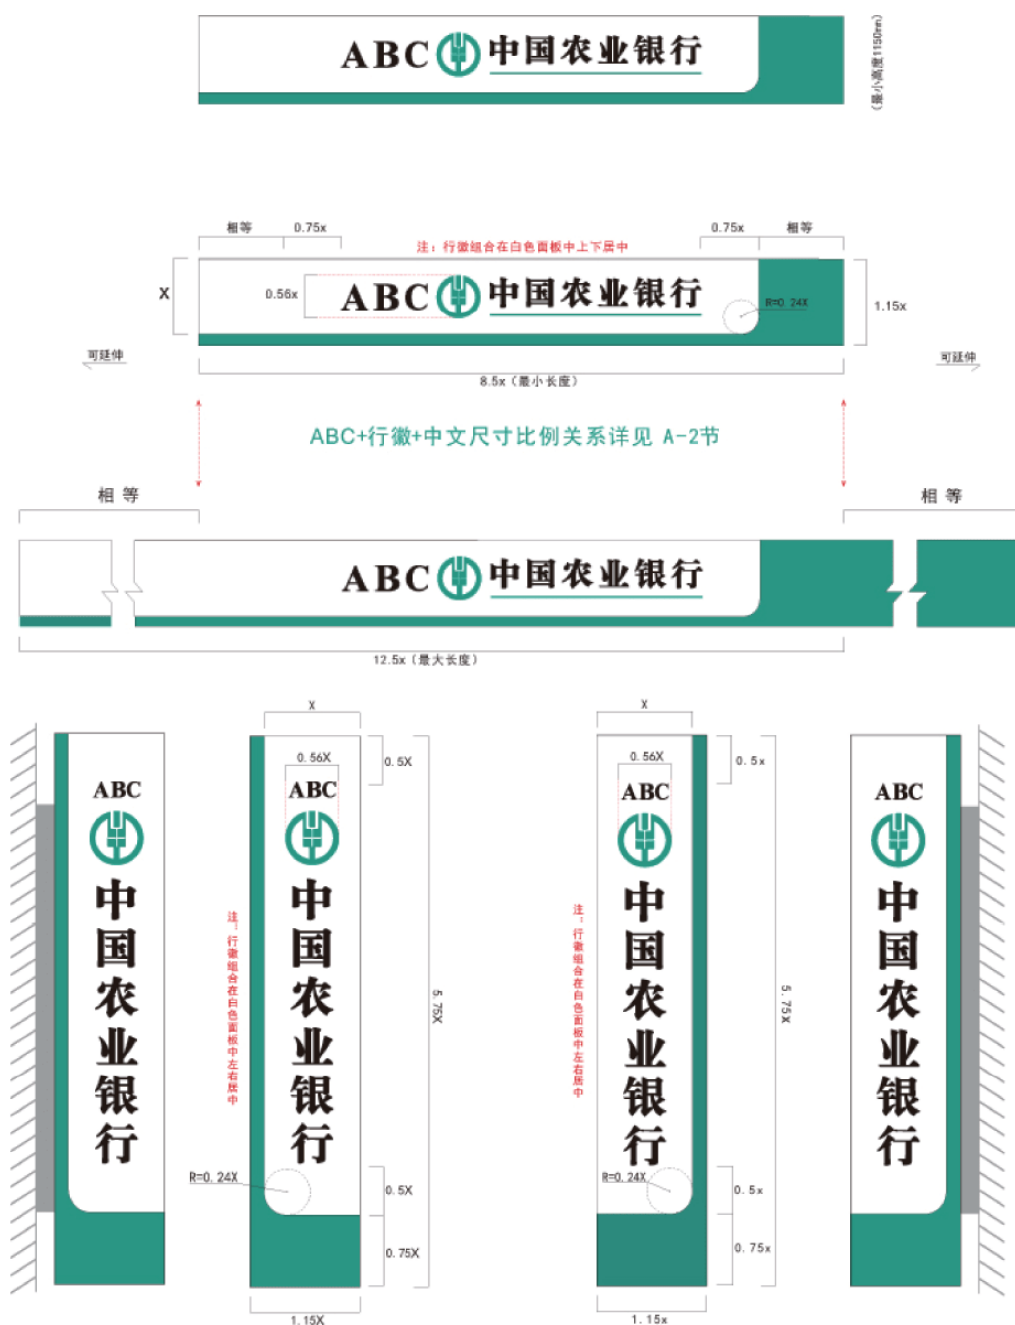 ABC 中国农业银行
(最小高度1150mm)
相等 0.75x 0.75x 相等
注：行徽组合在白色面板中上下居中
X 0.56x ABC 中国农业银行 R=0.24X 1.15x
可延伸 可延伸
8.5x(最小长度)
ABC+行徽+中文尺寸比例关系详见 A-2节
相等 相等
ABC 中国农业银行
12.5x(最大长度)
ABC
中国农业银行
X
0.56X
0.5X
ABC
中国农业银行
注：行徽组合在白色面板中左右居中
5.75X
R=0.24X
0.5X
0.75X
1.15X
X
0.56X
0.5x
ABC
中国农业银行
注：行徽组合在白色面板中左右居中
5.75X
R=0.24X
0.5x
0.75x
1.15x
ABC
中国农业银行